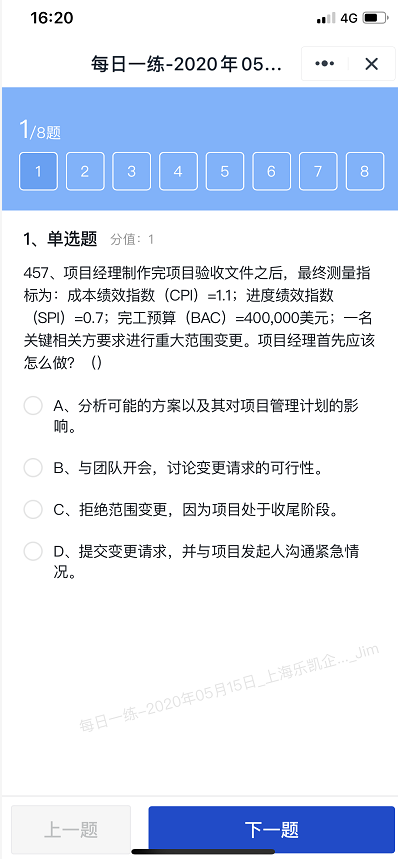 16:20
4G
每日一练-2020年05...
1/8题
1 2 3 4 5 6 7 8
1、单选题 分值：1
457、项目经理制作完项目验收文件之后，最终测量指
标为：成本绩效指数（CPI）=1.1；进度绩效指数
（SPI）=0.7；完工预算（BAC）=400,000美元；一名
关键相关方要求进行重大范围变更。项目经理首先应该
怎么做？（）
A、分析可能的方案以及其对项目管理计划的影
响。
B、与团队开会，讨论变更请求的可行性。
C、拒绝范围变更，因为项目处于收尾阶段。
D、提交变更请求，并与项目发起人沟通紧急情
况。
每日一练-2020年05月15日_上海乐凯企..._Jim
上一题
下一题